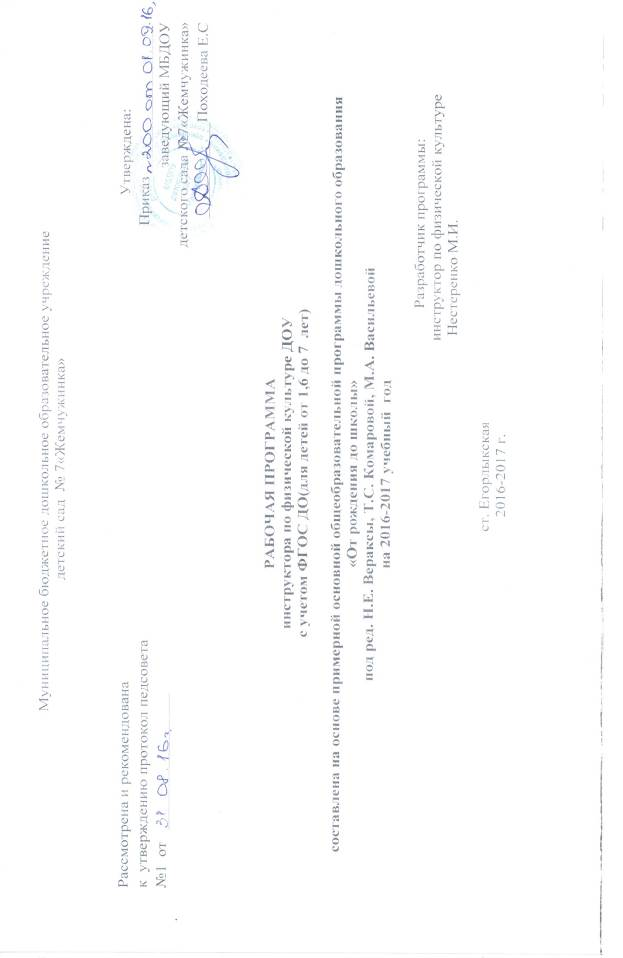 Муниципальное бюджетное дошкольное образовательное учреждение
детский сад № 7«Жемчужинка»
Рассмотрена и рекомендована
к утверждению протокол педсовета
№1 от 31 08.16г
Утверждена:
Приказ №200 от 01.09.16,
заведующий МБДОУ
детского сада №7«Жемчужинка»
Походеева Е.С
РАБОЧАЯ ПРОГРАММА
инструктора по физической культуре ДОУ
с учетом ФГОС ДО(для детей от 1,6 до 7 лет)
составлена на основе примерной основной общеобразовательной программы дошкольного образования
«От рождения до школы»
под ред. Н.Е. Вераксы, Т.С. Комаровой, М.А. Васильевой
на 2016-2017 учебный год
Разработчик программы:
инструктор по физической культуре
Нестеренко М.И.
ст. Егорлыкская
2016-2017 г.